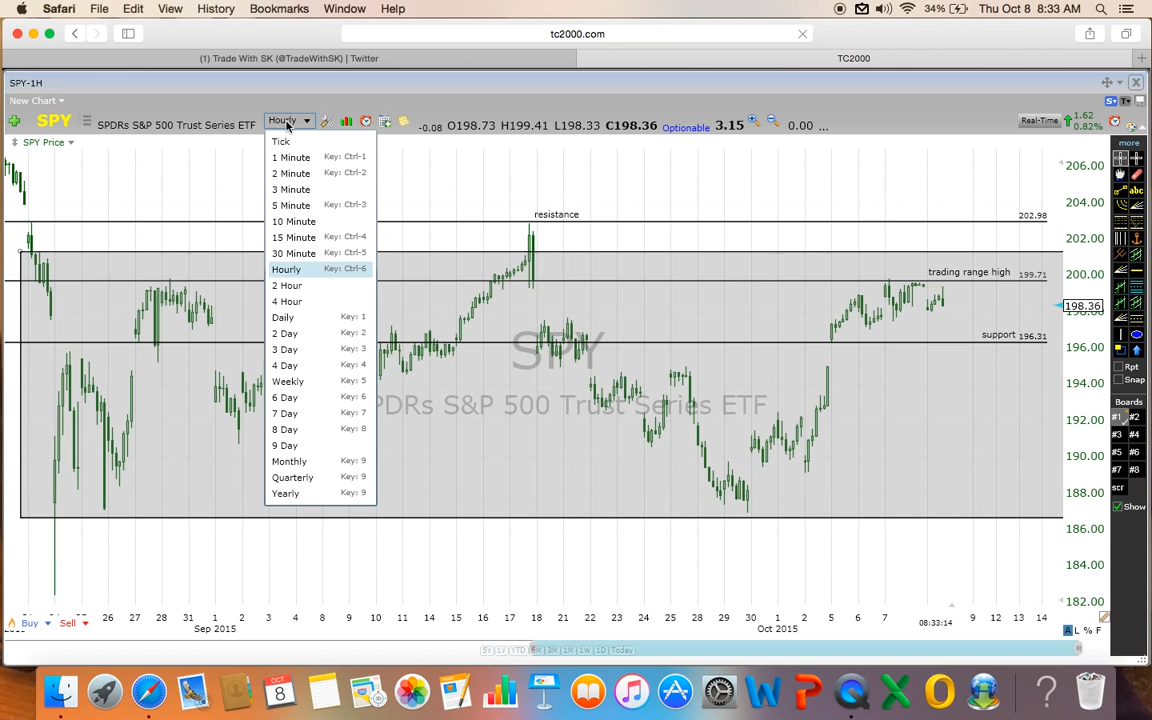 Safari File Edit View History Bookmarks Window Help 34% Thu Oct 8 8:33 AM
tc2000.com
(1) Trade With SK (@TradeWithSK) | Twitter TC2000
SPY-1H
New Chart
SPY SPDRs S&P 500 Trust Series ETF Hourly -0.08 O198.73 H199.41 L198.33 C198.36 Optionable 3.15 0.00 ... Real-Time 1.62 0.82%
SPY Price
more
Tick
1 Minute Key: Ctrl-1
2 Minute Key: Ctrl-2
3 Minute
5 Minute Key: Ctrl-3
10 Minute
15 Minute Key: Ctrl-4
30 Minute Key: Ctrl-5
Hourly Key: Ctrl-6
2 Hour
4 Hour
Daily Key: 1
2 Day Key: 2
3 Day Key: 3
4 Day Key: 4
Weekly Key: 5
6 Day Key: 6
7 Day Key: 7
8 Day Key: 8
9 Day
Monthly Key: 9
Quarterly Key: 9
Yearly Key: 9
resistance 202.98
trading range high 199.71
support 196.31
SPY
PDRs S&P 500 Trust Series ETF
206.00
204.00
202.00
200.00
198.36
196.00
194.00
192.00
190.00
188.00
186.00
184.00
182.00
abc
Rpt
Snap
Boards
#1 #2
#3 #4
#5 #6
#7 #8
scr
Show
26 27 28 31 1 2 3 4 8 9 10 11 14 15 16 17 18 21 22 23 24 25 28 29 30 1 2 5 6 7 08:33:14 9 12 13 14
Buy Sell
Sep 2015 Oct 2015
A L % F
5Y 1Y YTD 3M 1M 1W 1D Today
OCT
8